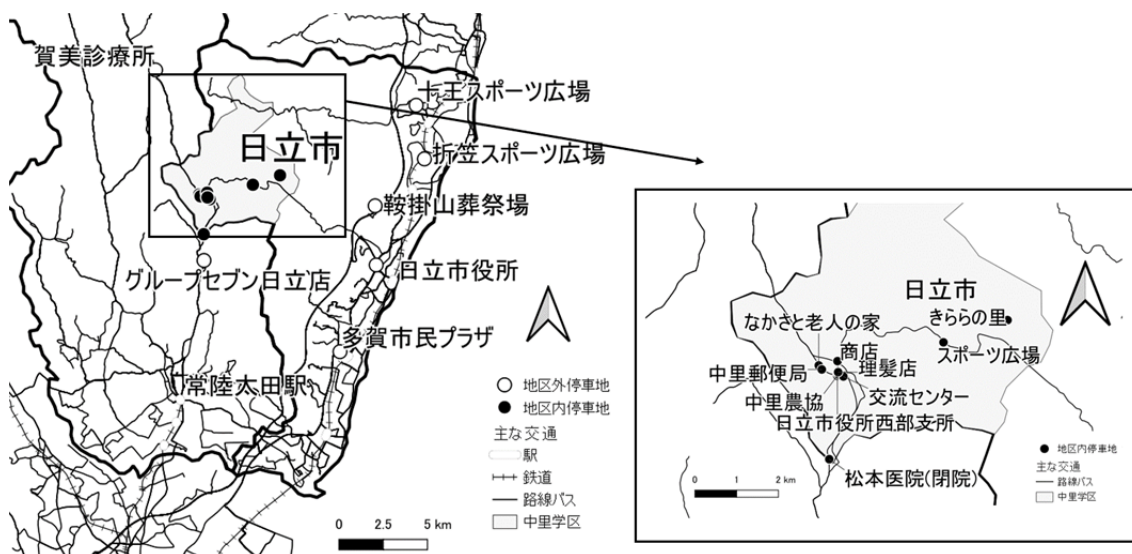 賀美診療所
十王スポーツ広場
日立市
折笠スポーツ広場
鞍掛山葬祭場
グループセブン日立店
日立市役所
多賀市民プラザ
常陸太田駅
地区外停車地
地区内停車地
主な交通
駅
鉄道
路線バス
中里学区
0 2.5 5 km
日立市
なかさと老人の家
きららの里
商店
スポーツ広場
中里郵便局
理髪店
中里農協
交流センター
日立市役所西部支所
松本医院(閉院)
地区内停車地
主な交通
路線バス
中里学区
0 1 2 km